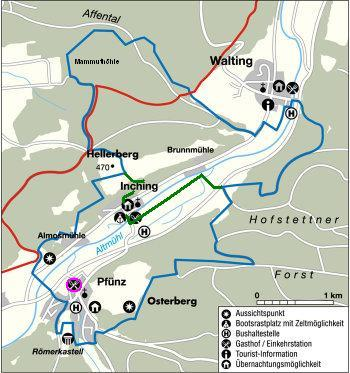 Affental
Mammuthöhle
Walting
H
Brunnmühle
Hellerberg
470
Inching
H
Almosmühle
Altmühl
Hofstettner
Forst
Pfünz
Osterberg
H
Römerkastell
0 1 km
Aussichtspunkt
Bootsrastplatz mit Zeltmöglichkeit
H Bushaltestelle
Gasthof / Einkehrstation
i Tourist-Information
Übernachtungsmöglichkeit